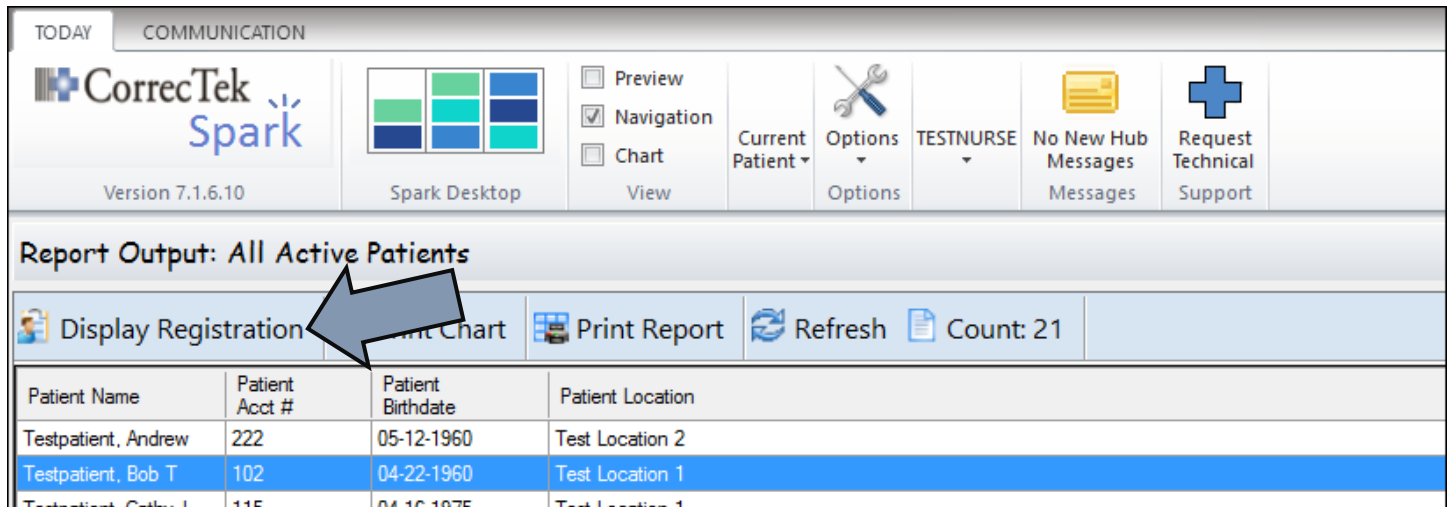 TODAY COMMUNICATION
CorrecTek
Spark
Version 7.1.6.10
Spark Desktop
Preview
Navigation
Chart
View
Current
Patient
Options
Options
TESTNURSE
No New Hub
Messages
Messages
Request
Technical
Support
Report Output: All Active Patients
Display Registration Chart Print Report Refresh Count: 21
Patient Name Patient Acct # Patient Birthdate Patient Location
Testpatient, Andrew 222 05-12-1960 Test Location 2
Testpatient, Bob T 102 04-22-1960 Test Location 1